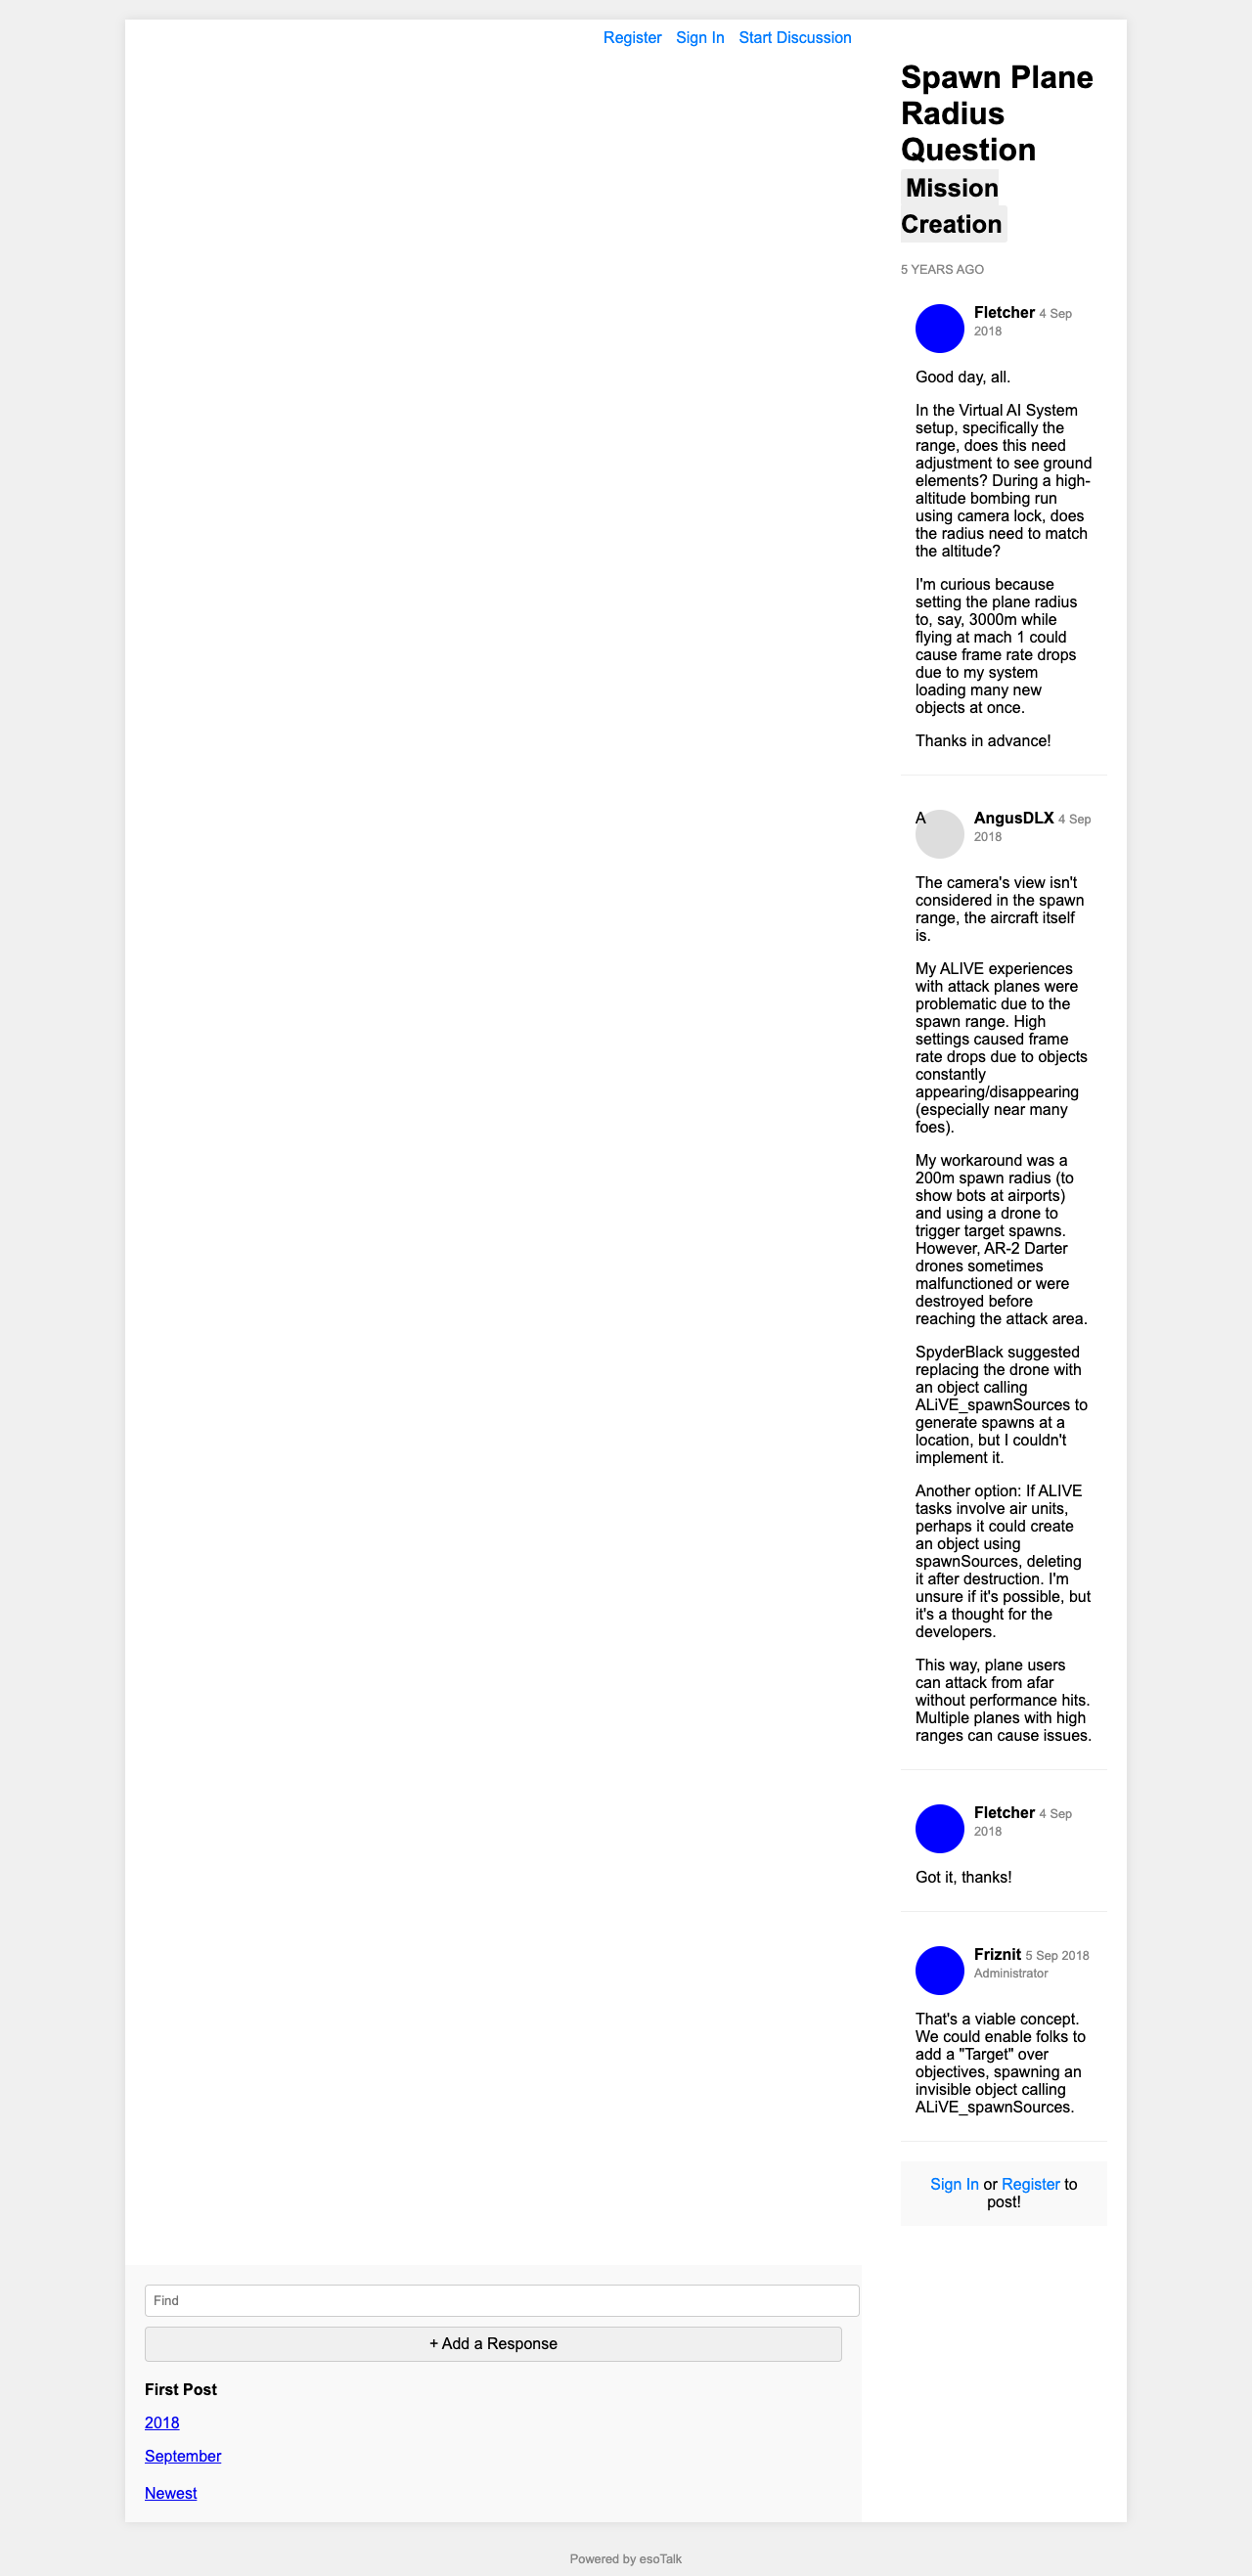 Register Sign In Start Discussion
Spawn Plane
Radius
Question
Mission
Creation
5 YEARS AGO
Fletcher 4 Sep
2018
Good day, all.
In the Virtual AI System
setup, specifically the
range, does this need
adjustment to see ground
elements? During a high-
altitude bombing run
using camera lock, does
the radius need to match
the altitude?
I'm curious because
setting the plane radius
to, say, 3000m while
flying at mach 1 could
cause frame rate drops
due to my system
loading many new
objects at once.
Thanks in advance!
A
AngusDLX 4 Sep
2018
The camera's view isn't
considered in the spawn
range, the aircraft itself
is.
My ALIVE experiences
with attack planes were
problematic due to the
spawn range. High
settings caused frame
rate drops due to objects
constantly
appearing/disappearing
(especially near many
foes).
My workaround was a
200m spawn radius (to
show bots at airports)
and using a drone to
trigger target spawns.
However, AR-2 Darter
drones sometimes
malfunctioned or were
destroyed before
reaching the attack area.
SpyderBlack suggested
replacing the drone with
an object calling
ALiVE_spawnSources to
generate spawns at a
location, but I couldn't
implement it.
Another option: If ALIVE
tasks involve air units,
perhaps it could create
an object using
spawnSources, deleting
it after destruction. I'm
unsure if it's possible, but
it's a thought for the
developers.
This way, plane users
can attack from afar
without performance hits.
Multiple planes with high
ranges can cause issues.
Fletcher 4 Sep
2018
Got it, thanks!
Friznit 5 Sep 2018
Administrator
That's a viable concept.
We could enable folks to
add a "Target" over
objectives, spawning an
invisible object calling
ALiVE_spawnSources.
Sign In or Register to
post!
Find
+ Add a Response
First Post
2018
September
Newest
Powered by esoTalk